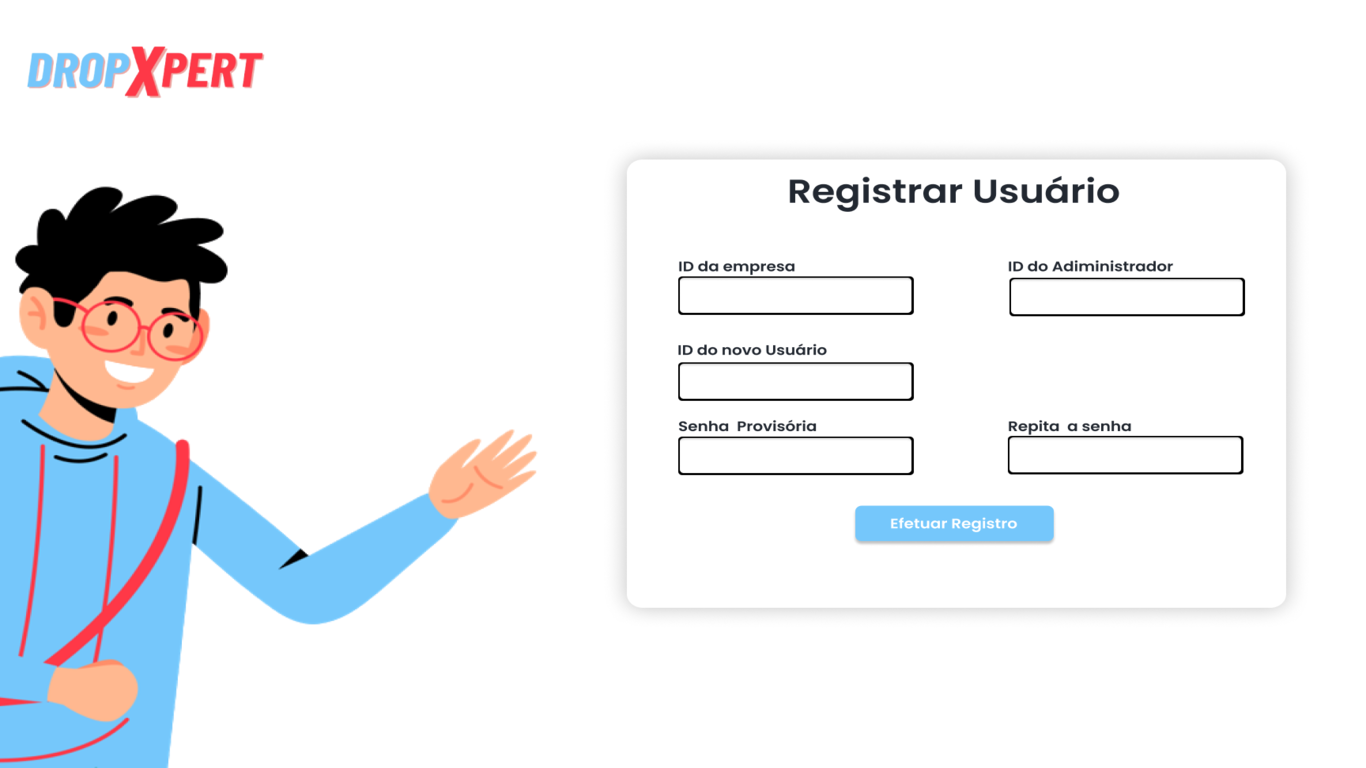 DROPXPERT
Registrar Usuário
ID da empresa
ID do Adiministrador
ID do novo Usuário
Senha Provisória
Repita a senha
Efetuar Registro